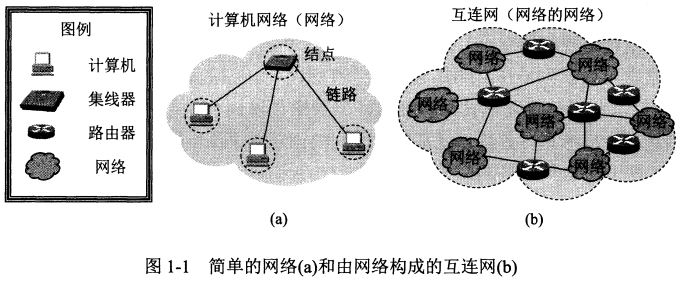 图例
计算机
集线器
路由器
网络
计算机网络（网络）
结点
链路
(a)
互连网（网络的网络）
网络
网络
网络
网络
网络
网络
网络
(b)
图 1-1 简单的网络(a)和由网络构成的互连网(b)